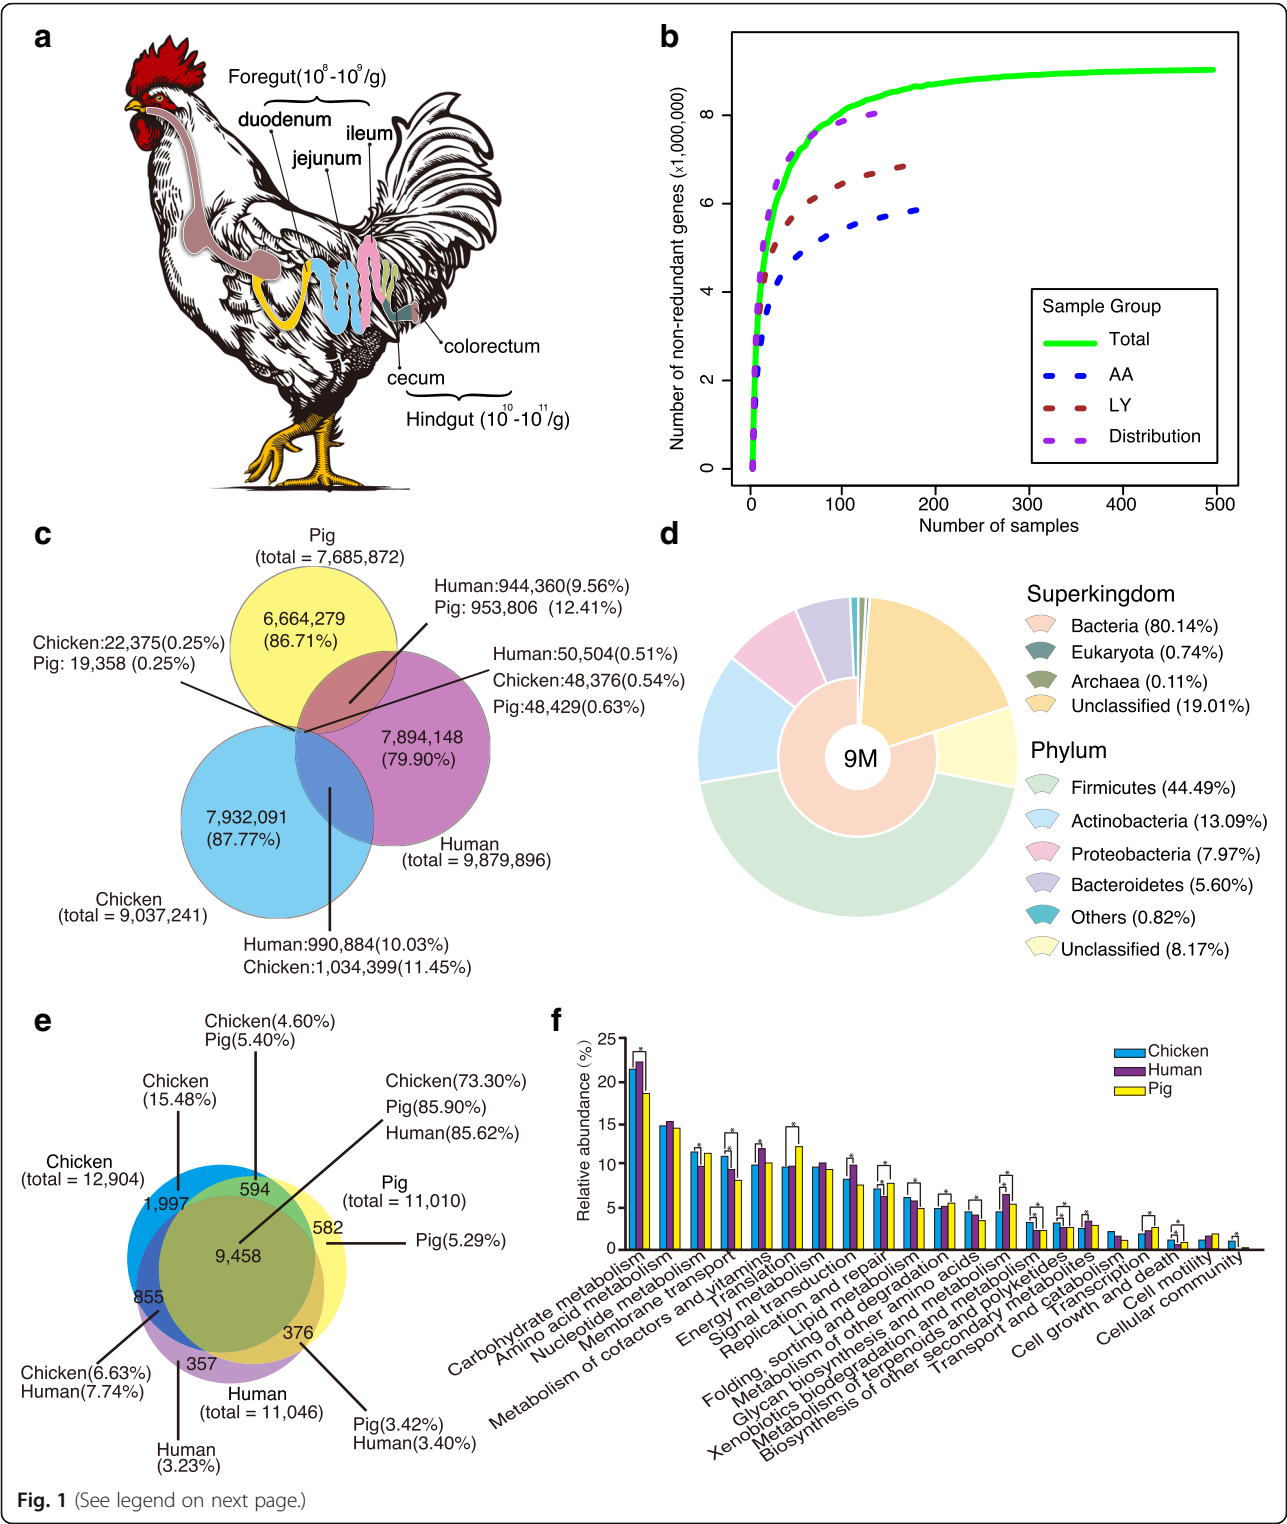 a
Foregut(10⁸-10⁹/g)
duodenum
ileum
jejunum
colorectum
cecum
Hindgut (10¹⁰-10¹¹/g)
b
Number of non-redundant genes (x1,000,000)
8
6
4
2
0
Sample Group
Total
AA
LY
Distribution
0 100 200 300 400 500
Number of samples
c
Pig
(total = 7,685,872)
Human:944,360(9.56%)
Pig: 953,806 (12.41%)
6,664,279
(86.71%)
Chicken:22,375(0.25%)
Pig: 19,358 (0.25%)
Human:50,504(0.51%)
Chicken:48,376(0.54%)
Pig:48,429(0.63%)
7,894,148
(79.90%)
7,932,091
(87.77%)
Human
(total = 9,879,896)
Chicken
(total = 9,037,241)
Human:990,884(10.03%)
Chicken:1,034,399(11.45%)
d
9M
Superkingdom
Bacteria (80.14%)
Eukaryota (0.74%)
Archaea (0.11%)
Unclassified (19.01%)
Phylum
Firmicutes (44.49%)
Actinobacteria (13.09%)
Proteobacteria (7.97%)
Bacteroidetes (5.60%)
Others (0.82%)
Unclassified (8.17%)
e
Chicken(4.60%)
Pig(5.40%)
Chicken
(15.48%)
Chicken(73.30%)
Pig(85.90%)
Human(85.62%)
Chicken
(total = 12,904)
Pig
(total = 11,010)
1,997
594
582
9,458
Pig(5.29%)
855
376
357
Chicken(6.63%)
Human(7.74%)
Human
(total = 11,046)
Pig(3.42%)
Human(3.40%)
Human
(3.23%)
f
Relative abundance (%)
25
20
15
10
5
0
Chicken
Human
Pig
Carbohydrate metabolism
Amino acid metabolism
Nucleotide metabolism
Membrane transport
Metabolism of cofactors and vitamins
Translation
Energy metabolism
Signal transduction
Replication and repair
Lipid metabolism
Folding, sorting and degradation
Metabolism of other amino acids
Glycan biosynthesis and metabolism
Xenobiotics biodegradation and metabolism
Metabolism of terpenoids and polyketides
Biosynthesis of other secondary metabolites
Transport and catabolism
Transcription
Cell growth and death
Cell motility
Cellular community
Fig. 1 (See legend on next page.)